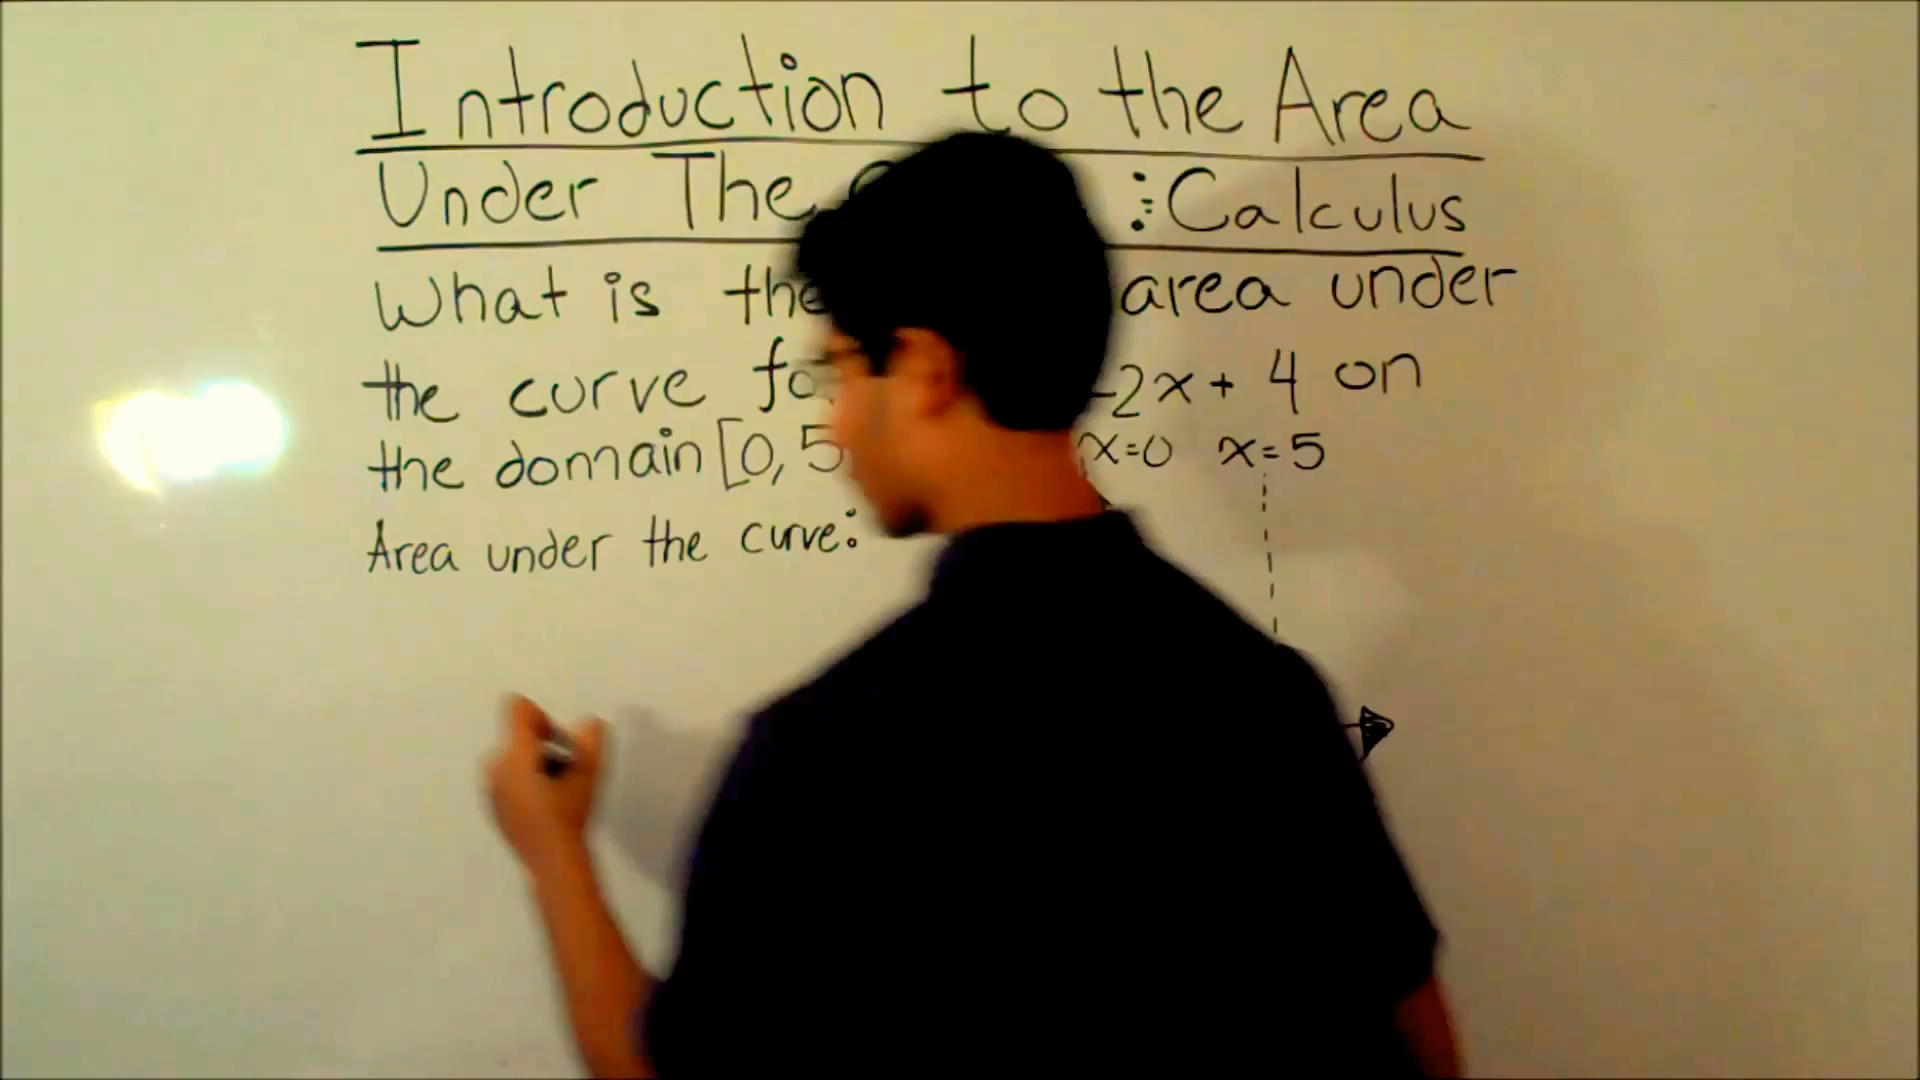 Introduction to the Area
Under The :Calculus
What is the area under
the curve -2x + 4 on
the domain [0, 5 x=0 x=5
Area under the curve: